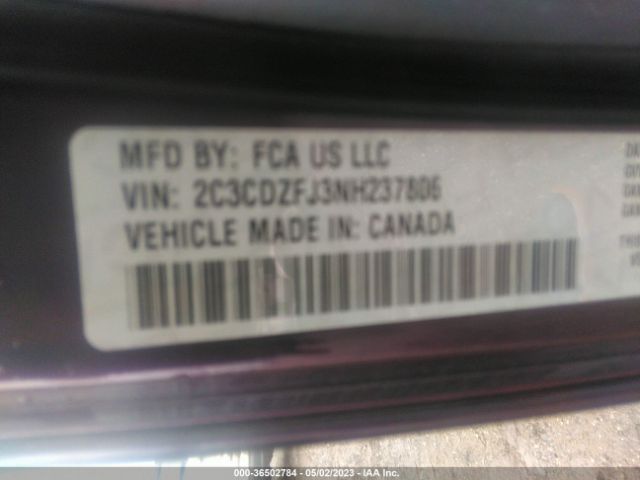 MFD BY: FCA US LLC
VIN: 2C3CDZFJ3NH237806
VEHICLE MADE IN: CANADA
000-36502784 - 05/02/2023 - IAA Inc.